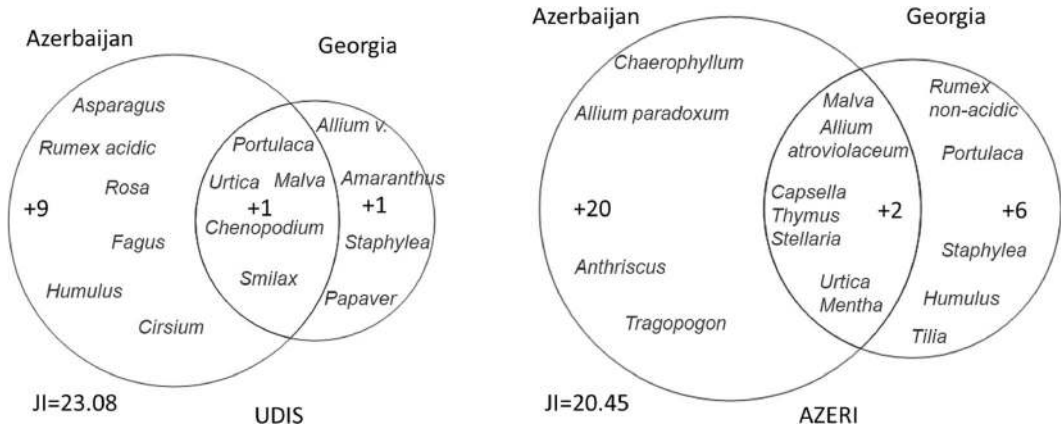 Azerbaijan
Georgia
Asparagus
Rumex acidic
Rosa
+9
Fagus
Humulus
Cirsium
Portulaca
Urtica Malva
+1
Chenopodium
Smilax
Allium v.
Amaranthus
+1
Staphylea
Papaver
JI=23.08
UDIS
Azerbaijan
Georgia
Chaerophyllum
Allium paradoxum
+20
Anthriscus
Tragopogon
Malva
Allium
atroviolaceum
Capsella
Thymus
Stellaria
+2
Urtica
Mentha
Rumex
non-acidic
Portulaca
+6
Staphylea
Humulus
Tilia
JI=20.45
AZERI